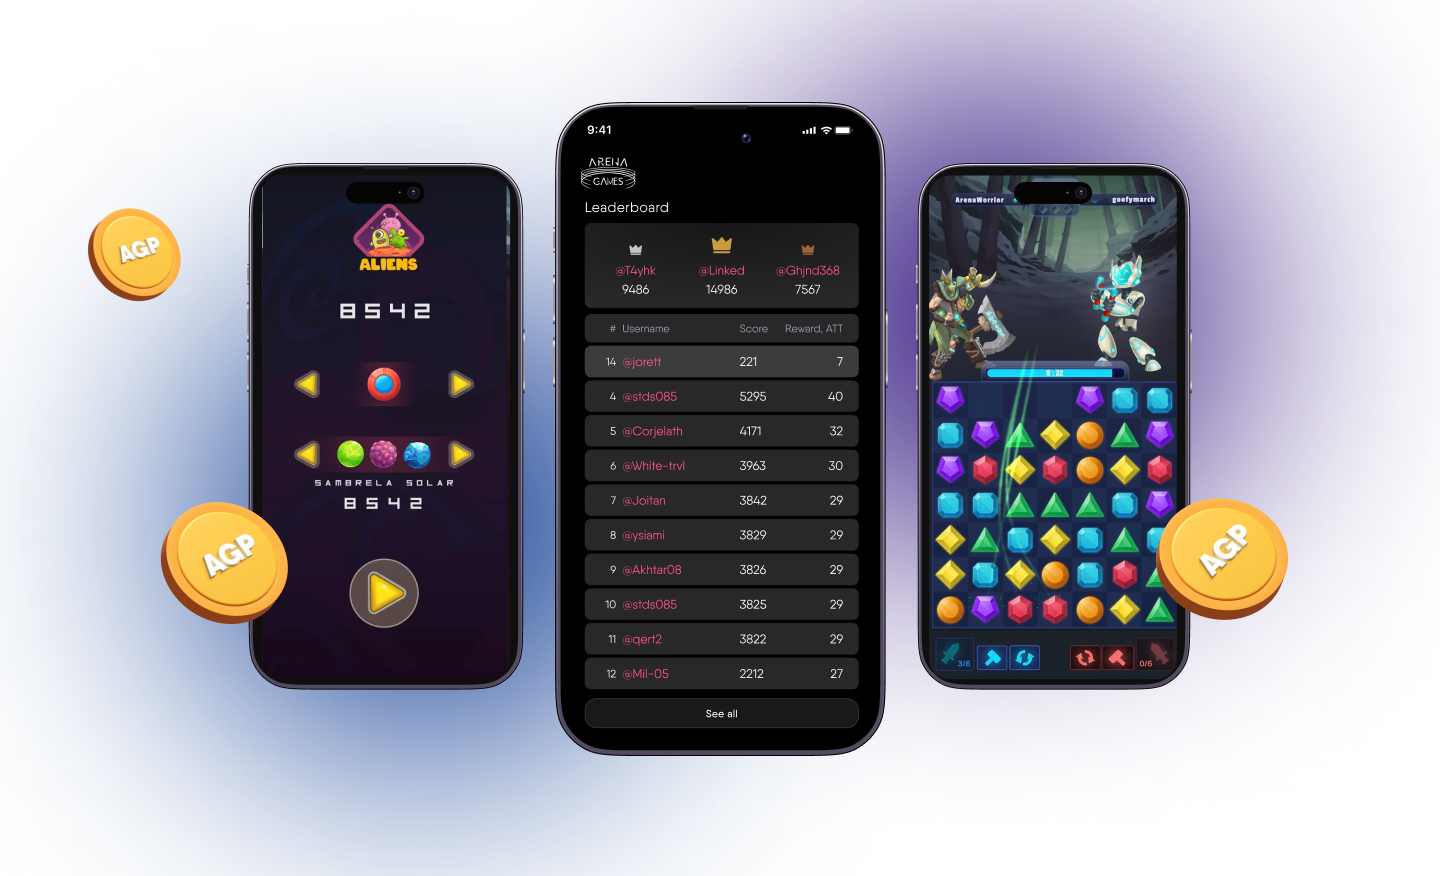 AGP
AGP
ALIENS
8542
SAMBRELA SOLAR
8542
9:41
ARENA
GAMES
Leaderboard
@T4yhk @Linked @Ghjnd368
9486 14986 7567
# Username Score Reward, ATT
14 @jorett 221 7
4 @stds085 5295 40
5 @Corjelath 4171 32
6 @White-trvl 3963 30
7 @Joitan 3842 29
8 @ysiami 3829 29
9 @Akhtar08 3826 29
10 @stds085 3825 29
11 @qert2 3822 29
12 @Mil-05 2212 27
See all
ArenaWorrior goofymarch
3/6 0/6
AGP